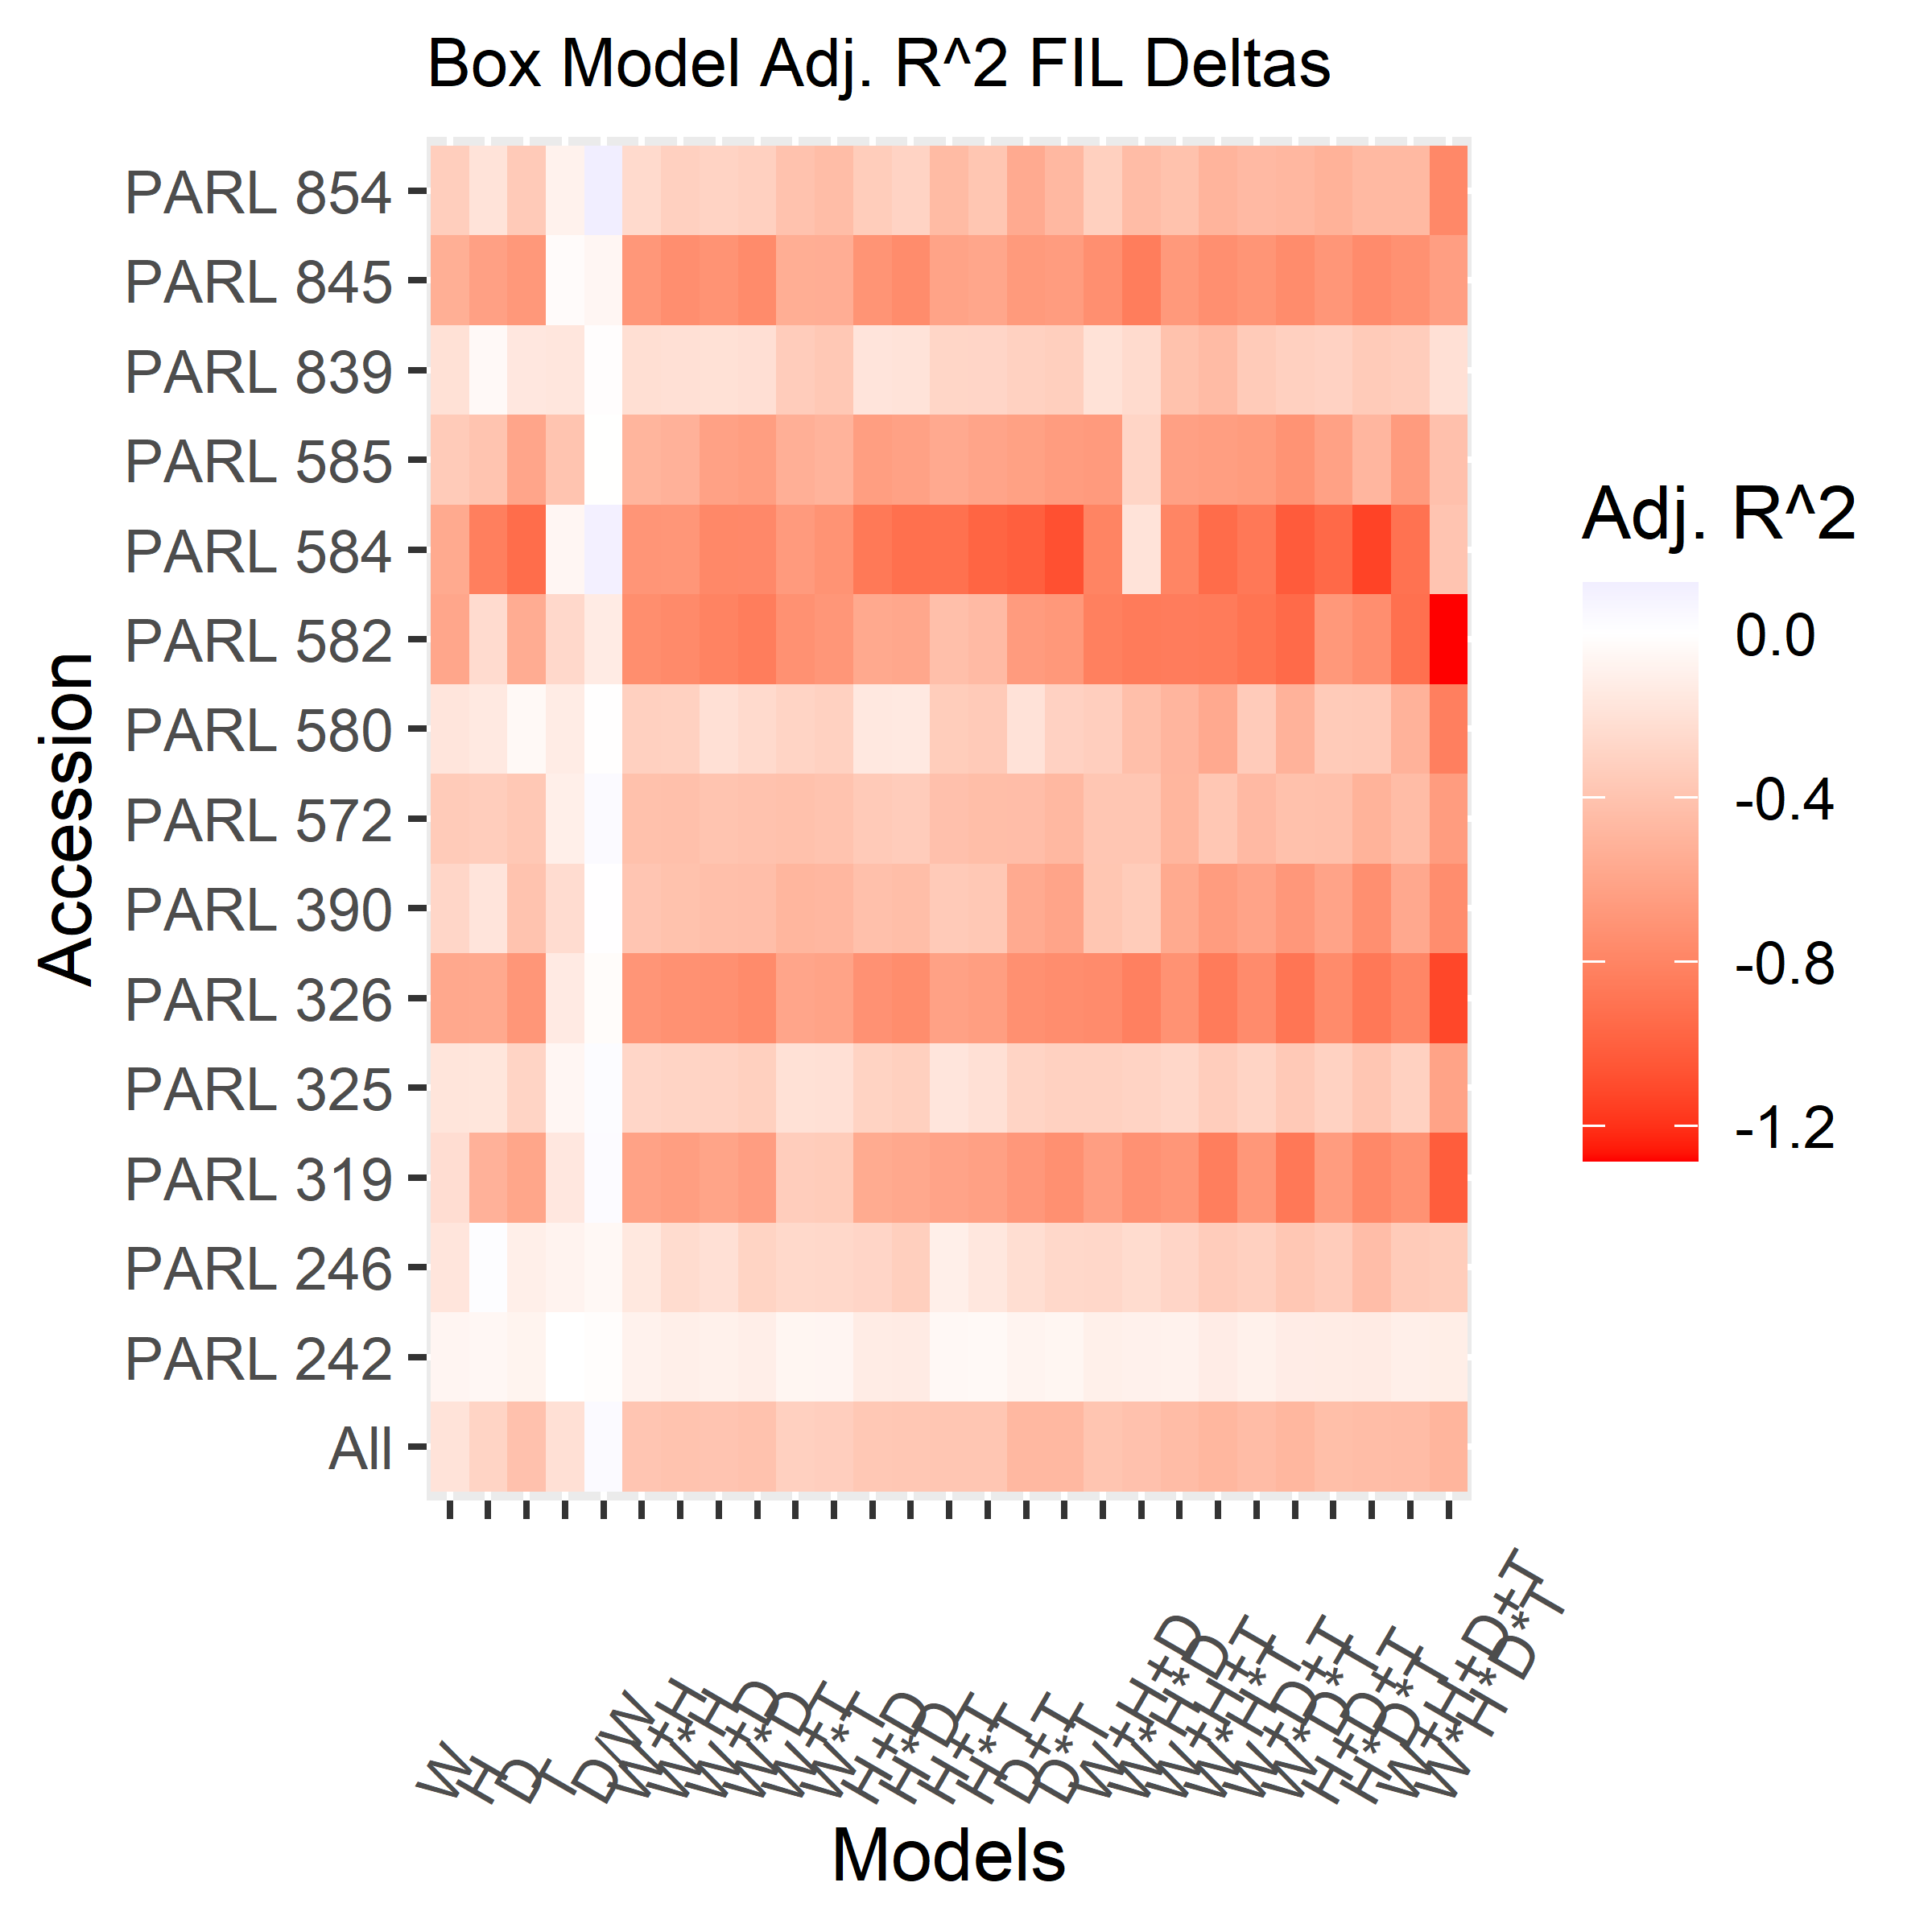 Box Model Adj. R^2 FIL Deltas
Accession
PARL 854
PARL 845
PARL 839
PARL 585
PARL 584
PARL 582
PARL 580
PARL 572
PARL 390
PARL 326
PARL 325
PARL 319
PARL 246
PARL 242
All
W
H
D
T
D/W
W+H
W*H
W+D
W*D
W+T
W*T
H+D
H*D
H+T
H*T
D+T
D*T
W+H+D
W*H*D
W+H+T
W*H*T
W+D+T
W*D*T
H+D+T
H*D*T
W+H+D+T
W*H*D*T
Models
Adj. R^2
0.0
-0.4
-0.8
-1.2